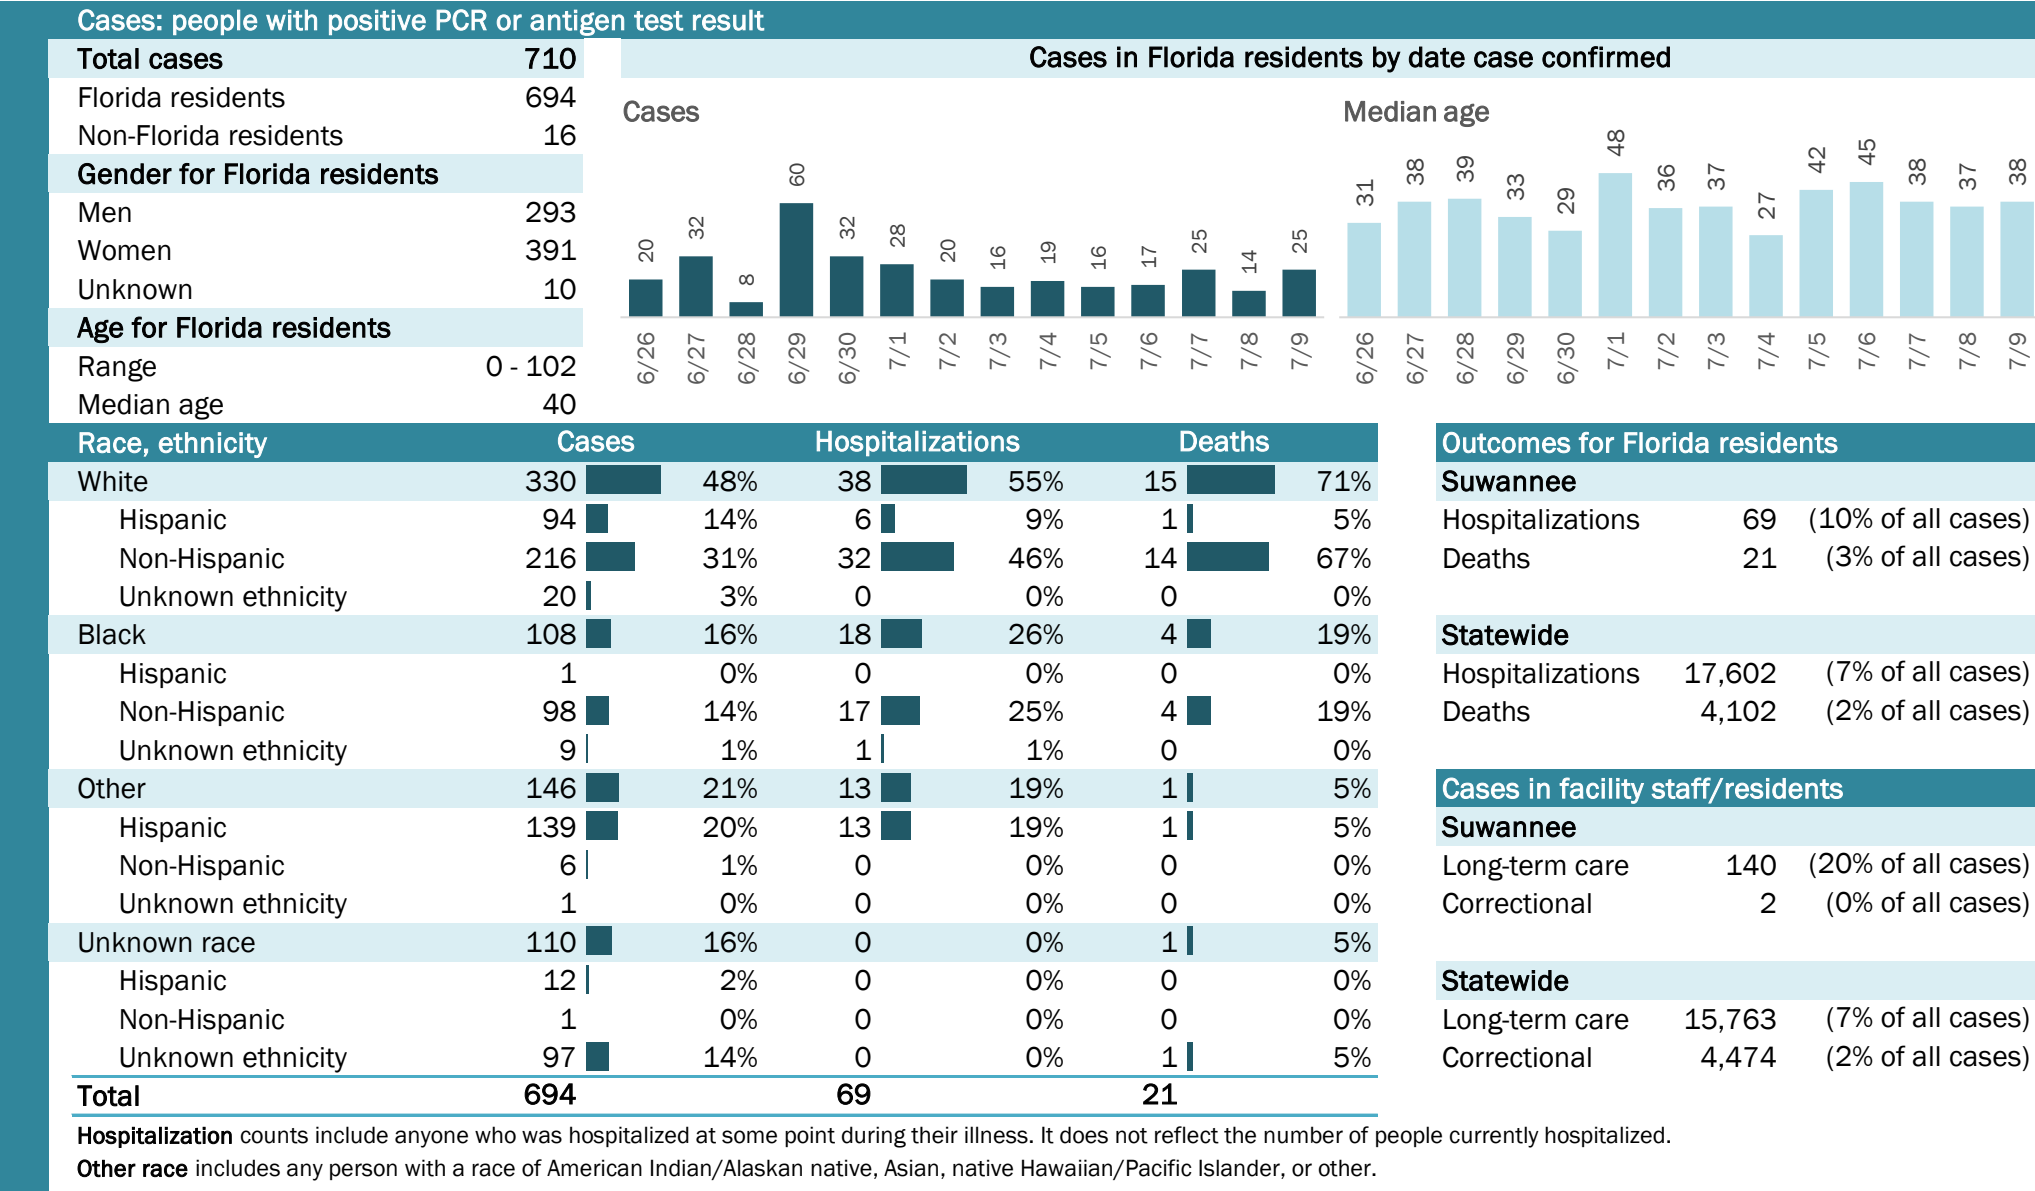 Cases: people with positive PCR or antigen test result
Total cases 710
Florida residents 694
Non-Florida residents 16
Gender for Florida residents
Men 293
Women 391
Unknown 10
Age for Florida residents
Range 0 - 102
Median age 40
Cases in Florida residents by date case confirmed
Cases
20 32 8 60 32 28 20 16 19 16 17 25 14 25
6/26 6/27 6/28 6/29 6/30 7/1 7/2 7/3 7/4 7/5 7/6 7/7 7/8 7/9
Median age
31 38 39 33 29 48 36 37 27 42 45 38 37 38
6/26 6/27 6/28 6/29 6/30 7/1 7/2 7/3 7/4 7/5 7/6 7/7 7/8 7/9
Race, ethnicity Cases Hospitalizations Deaths
White 330 48% 38 55% 15 71%
Hispanic 94 14% 6 9% 1 5%
Non-Hispanic 216 31% 32 46% 14 67%
Unknown ethnicity 20 3% 0 0% 0 0%
Black 108 16% 18 26% 4 19%
Hispanic 1 0% 0 0% 0 0%
Non-Hispanic 98 14% 17 25% 4 19%
Unknown ethnicity 9 1% 1 1% 0 0%
Other 146 21% 13 19% 1 5%
Hispanic 139 20% 13 19% 1 5%
Non-Hispanic 6 1% 0 0% 0 0%
Unknown ethnicity 1 0% 0 0% 0 0%
Unknown race 110 16% 0 0% 1 5%
Hispanic 12 2% 0 0% 0 0%
Non-Hispanic 1 0% 0 0% 0 0%
Unknown ethnicity 97 14% 0 0% 1 5%
Total 694 69 21
Outcomes for Florida residents
Suwannee
Hospitalizations 69 (10% of all cases)
Deaths 21 (3% of all cases)
Statewide
Hospitalizations 17,602 (7% of all cases)
Deaths 4,102 (2% of all cases)
Cases in facility staff/residents
Suwannee
Long-term care 140 (20% of all cases)
Correctional 2 (0% of all cases)
Statewide
Long-term care 15,763 (7% of all cases)
Correctional 4,474 (2% of all cases)
Hospitalization counts include anyone who was hospitalized at some point during their illness. It does not reflect the number of people currently hospitalized.
Other race includes any person with a race of American Indian/Alaskan native, Asian, native Hawaiian/Pacific Islander, or other.